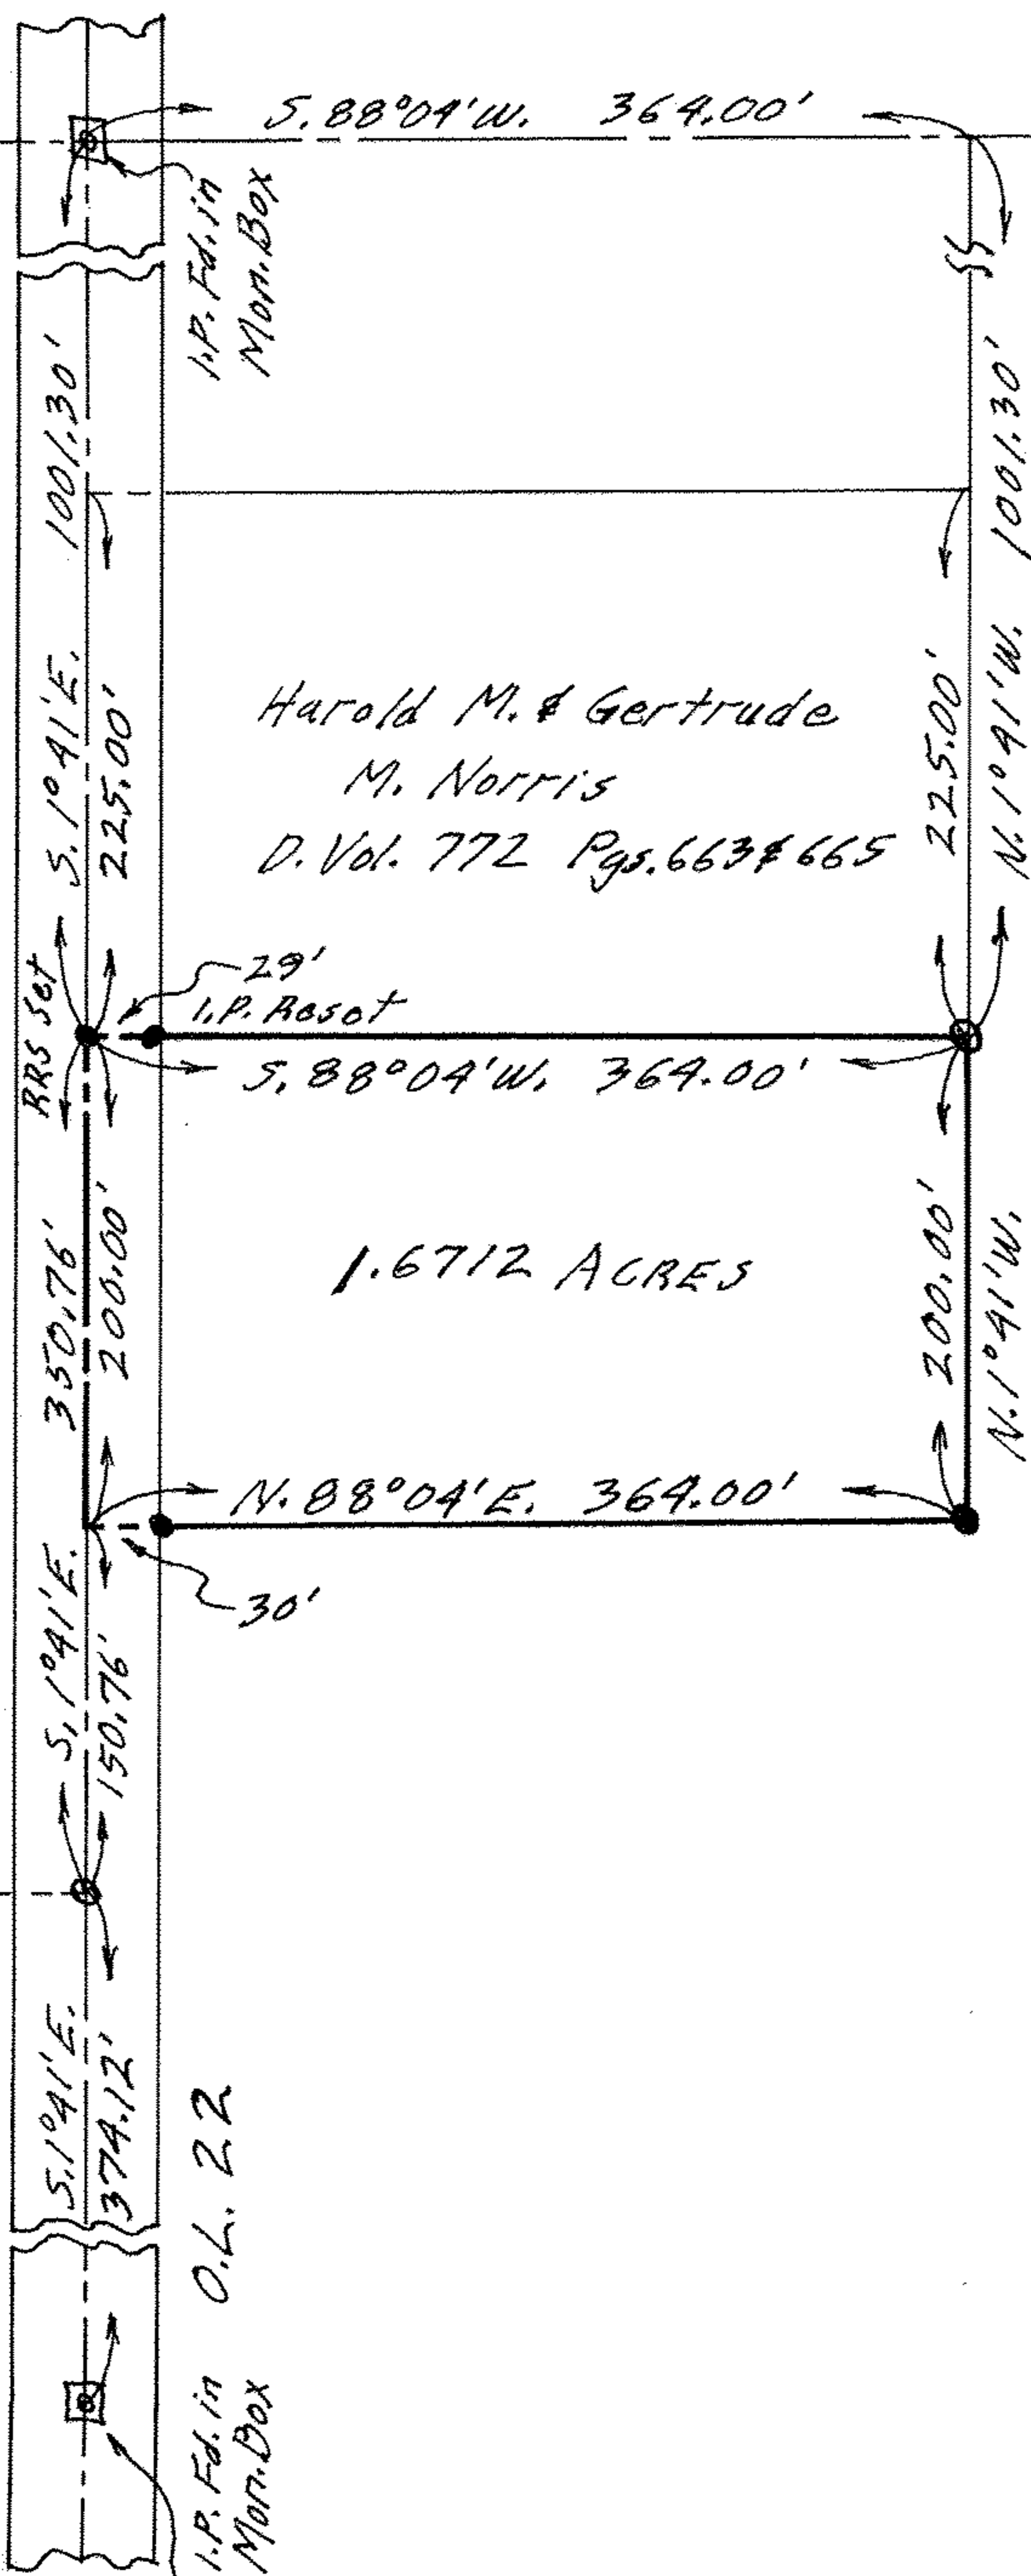 S. 88°04'W. 364.00'
I.P. Fd. in
Mon. Box
S. 1°41'E. 1001.30'
225.00'
N. 1°41'W. 1001.30'
225.00'
Harold M. & Gertrude
M. Norris
D. Vol. 772 Pgs. 663 & 665
RRS Set
29'
I.P. Reset
S. 88°04'W. 364.00'
S. 1°41'E. 350.76'
200.00'
1.6712 ACRES
200.00'
N. 1°41'W.
N. 88°04'E. 364.00'
30'
150.76'
S. 1°41'E.
374.12'
O.L. 22
I.P. Fd. in
Mon. Box